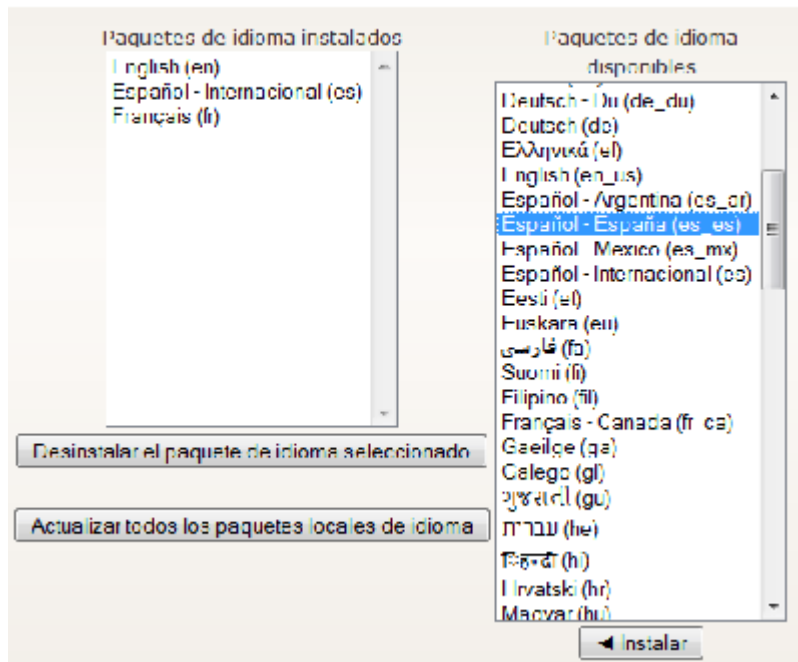 Paquetes de idioma instalados
English (en)
Español - Internacional (es)
Français (fr)
Desinstalar el paquete de idioma seleccionado
Actualizar todos los paquetes locales de idioma
Paquetes de idioma
disponibles
Deutsch - Du (de_du)
Deutsch (de)
Ελληνικά (el)
English (en_us)
Español - Argentina (es_ar)
Español - España (es_es)
Español - Mexico (es_mx)
Español - Internacional (es)
Eesti (et)
Euskara (eu)
فارسی (fa)
Suomi (fi)
Filipino (fil)
Français - Canada (fr_ca)
Gaeilge (ga)
Galego (gl)
ગુજરાતી (gu)
עברית (he)
हिन्दी (hi)
Hrvatski (hr)
Magyar (hu)
Instalar